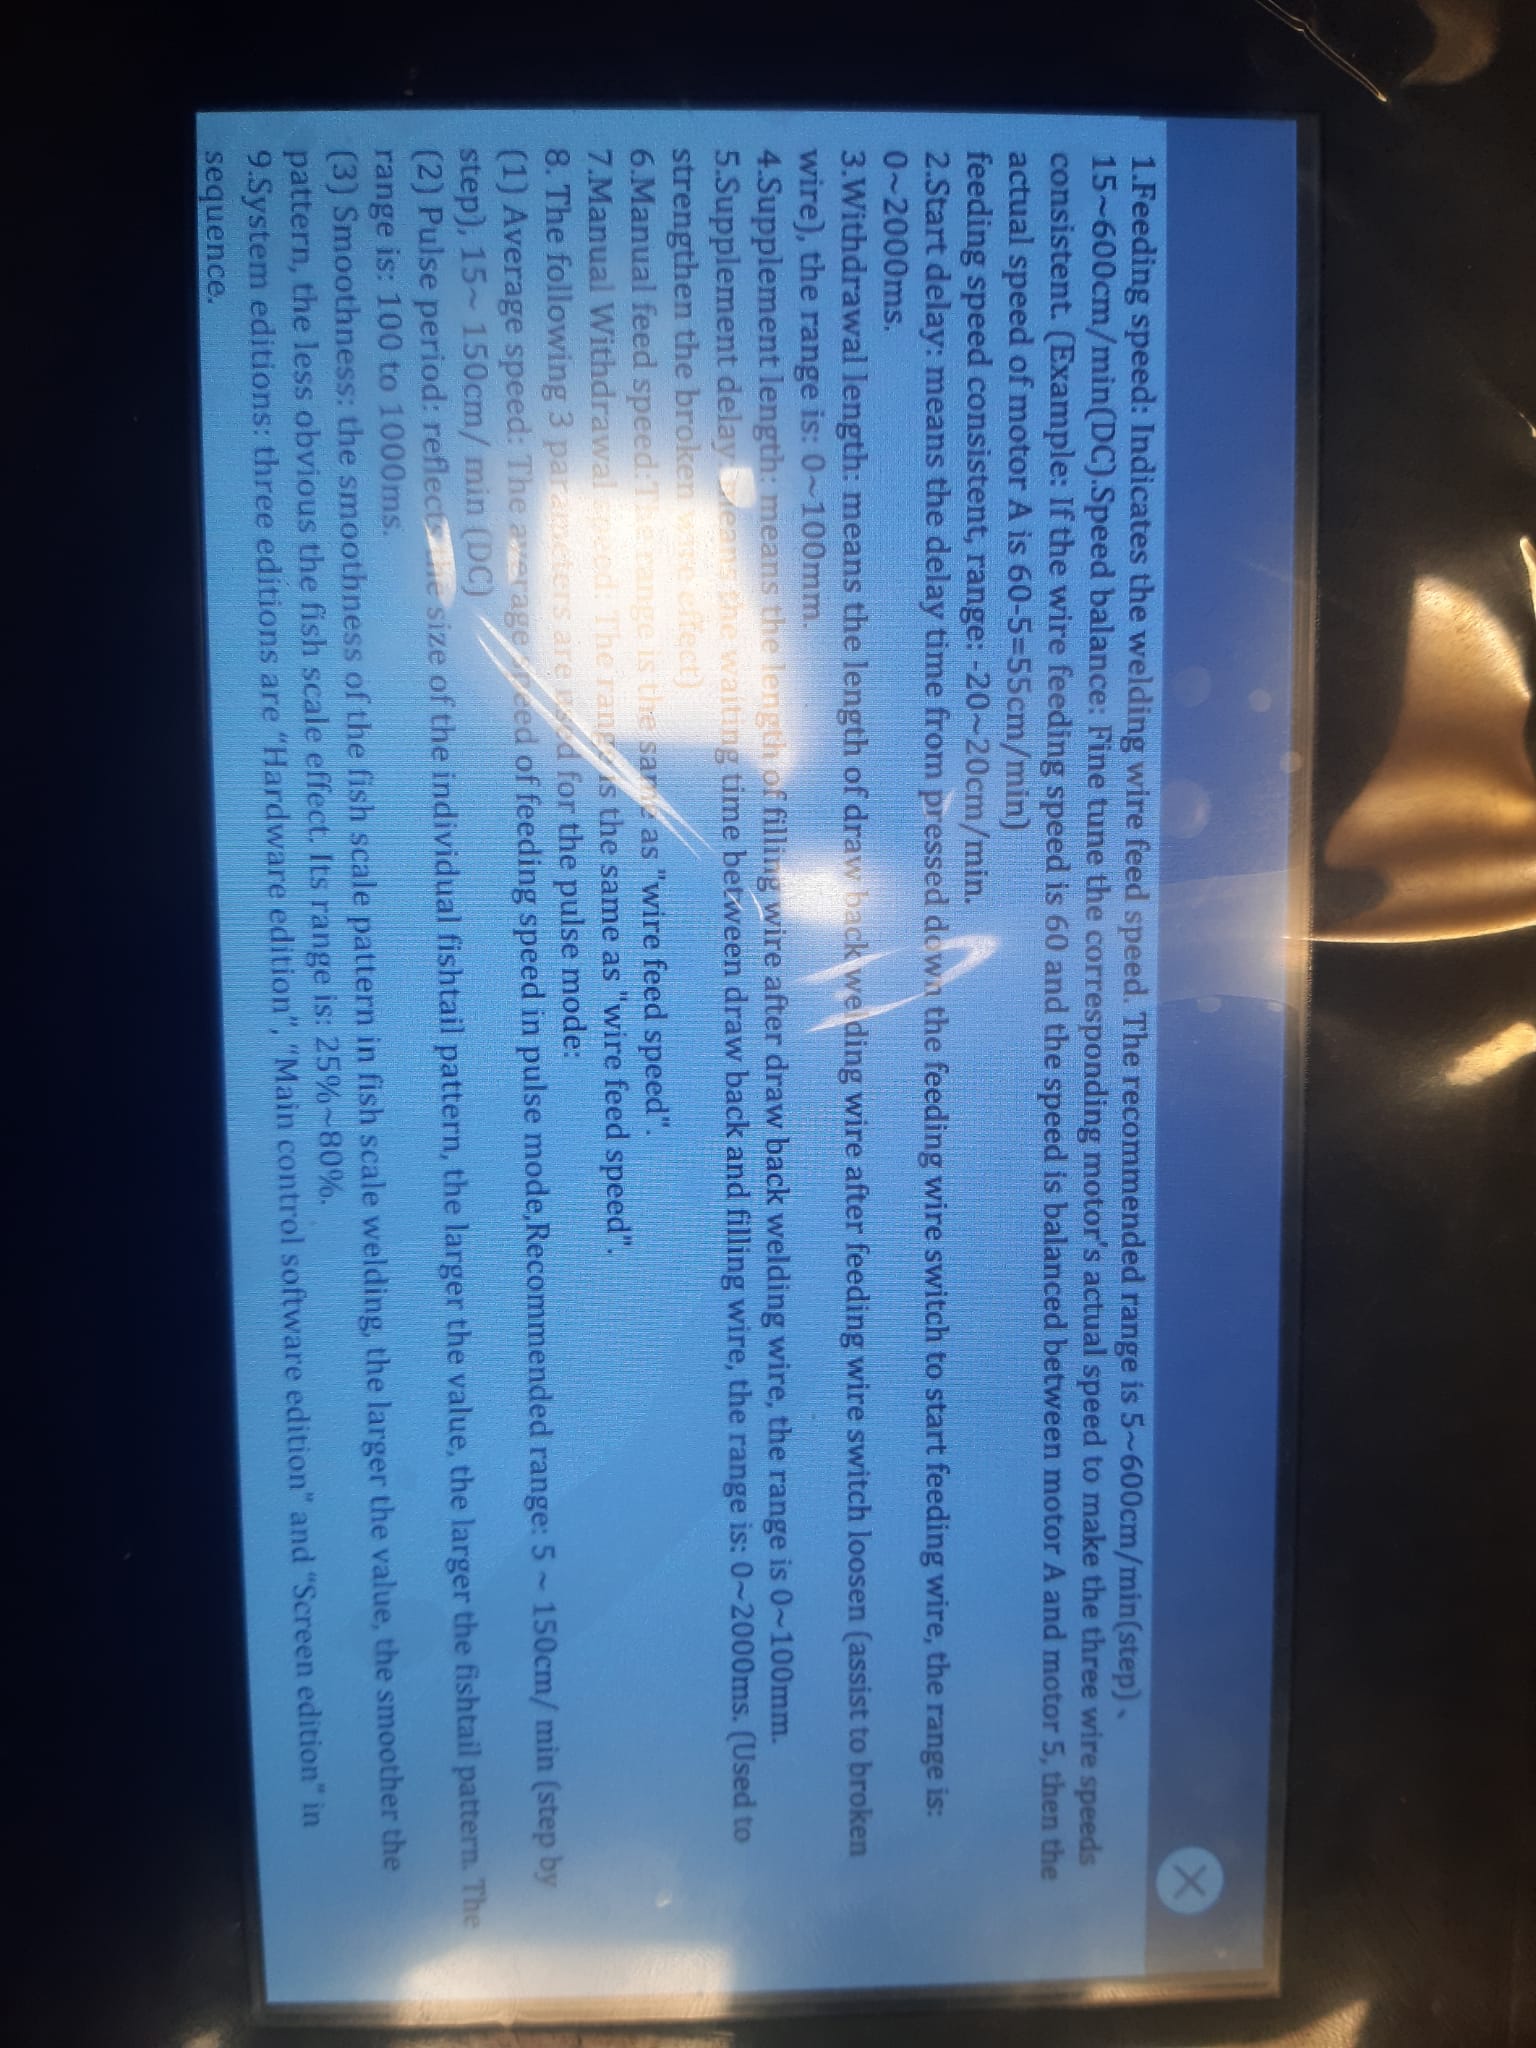 1.Feeding speed: Indicates the welding wire feed speed. The recommended range is 5~600cm/min(step)、
15~600cm/min(DC).Speed balance: Fine tune the corresponding motor's actual speed to make the three wire speeds
consistent. (Example: If the wire feeding speed is 60 and the speed is balanced between motor A and motor 5, then the
actual speed of motor A is 60-5=55cm/min)
feeding speed consistent, range: -20~20cm/min.
2.Start delay: means the delay time from pressed down the feeding wire switch to start feeding wire, the range is:
0~2000ms.
3.Withdrawal length: means the length of draw back welding wire after feeding wire switch loosen (assist to broken
wire), the range is: 0~100mm.
4.Supplement length: means the length of filling wire after draw back welding wire, the range is 0~100mm.
5.Supplement delay: means the waiting time between draw back and filling wire, the range is: 0~2000ms. (Used to
strengthen the broken wire effect)
6.Manual feed speed:The range is the same as "wire feed speed".
7.Manual Withdrawal speed: The range is the same as "wire feed speed".
8. The following 3 parameters are used for the pulse mode:
(1) Average speed: The average speed of feeding speed in pulse mode,Recommended range: 5 ~ 150cm/ min (step by
step), 15~ 150cm/ min (DC)
(2) Pulse period: reflects the size of the individual fishtail pattern, the larger the value, the larger the fishtail pattern. The
range is: 100 to 1000ms.
(3) Smoothness: the smoothness of the fish scale pattern in fish scale welding, the larger the value, the smoother the
pattern, the less obvious the fish scale effect. Its range is: 25%~80%.
9.System editions: three editions are “Hardware edition”, “Main control software edition” and “Screen edition” in
sequence.